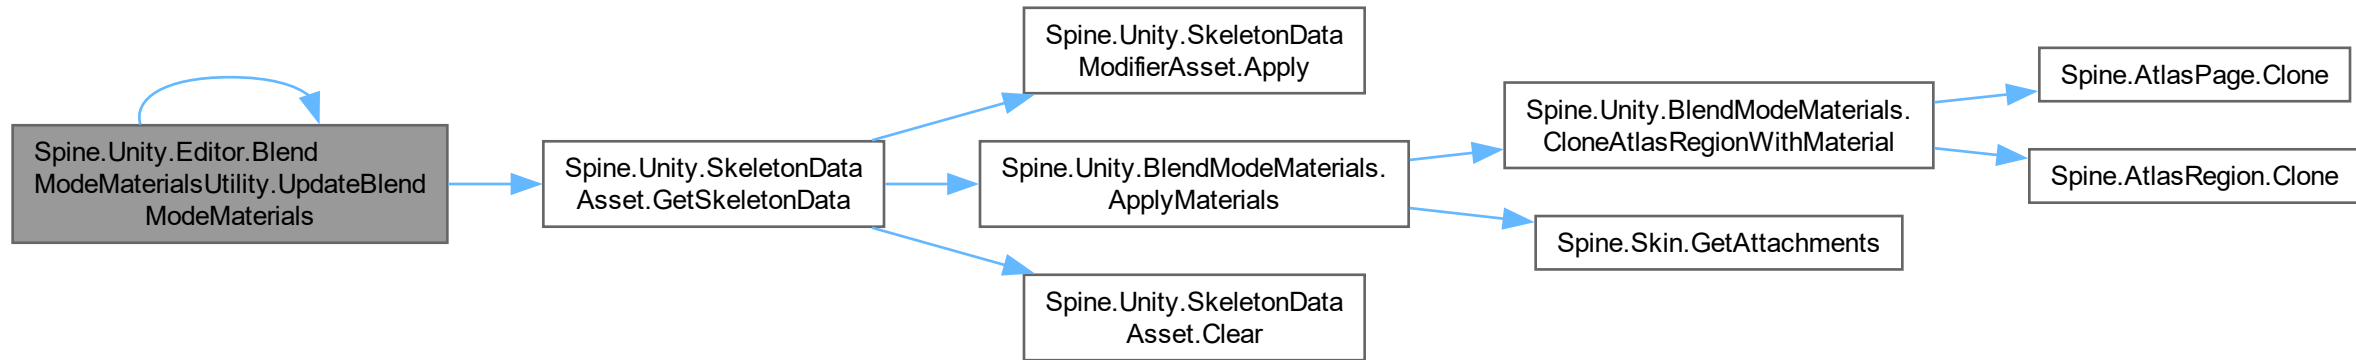 Spine.Unity.Editor.Blend
ModeMaterialsUtility.UpdateBlend
ModeMaterials
Spine.Unity.SkeletonData
Asset.GetSkeletonData
Spine.Unity.SkeletonData
ModifierAsset.Apply
Spine.Unity.BlendModeMaterials.
ApplyMaterials
Spine.Unity.SkeletonData
Asset.Clear
Spine.Unity.BlendModeMaterials.
CloneAtlasRegionWithMaterial
Spine.Skin.GetAttachments
Spine.AtlasPage.Clone
Spine.AtlasRegion.Clone